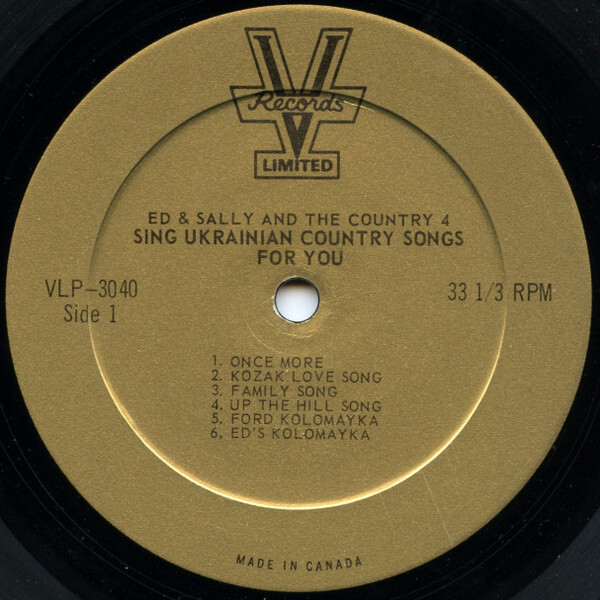 V
Records
LIMITED
ED & SALLY AND THE COUNTRY 4
SING UKRAINIAN COUNTRY SONGS
FOR YOU
VLP-3040
Side 1
33 1/3 RPM
1. ONCE MORE
2. KOZAK LOVE SONG
3. FAMILY SONG
4. UP THE HILL SONG
5. FORD KOLOMAYKA
6. ED'S KOLOMAYKA
MADE IN CANADA